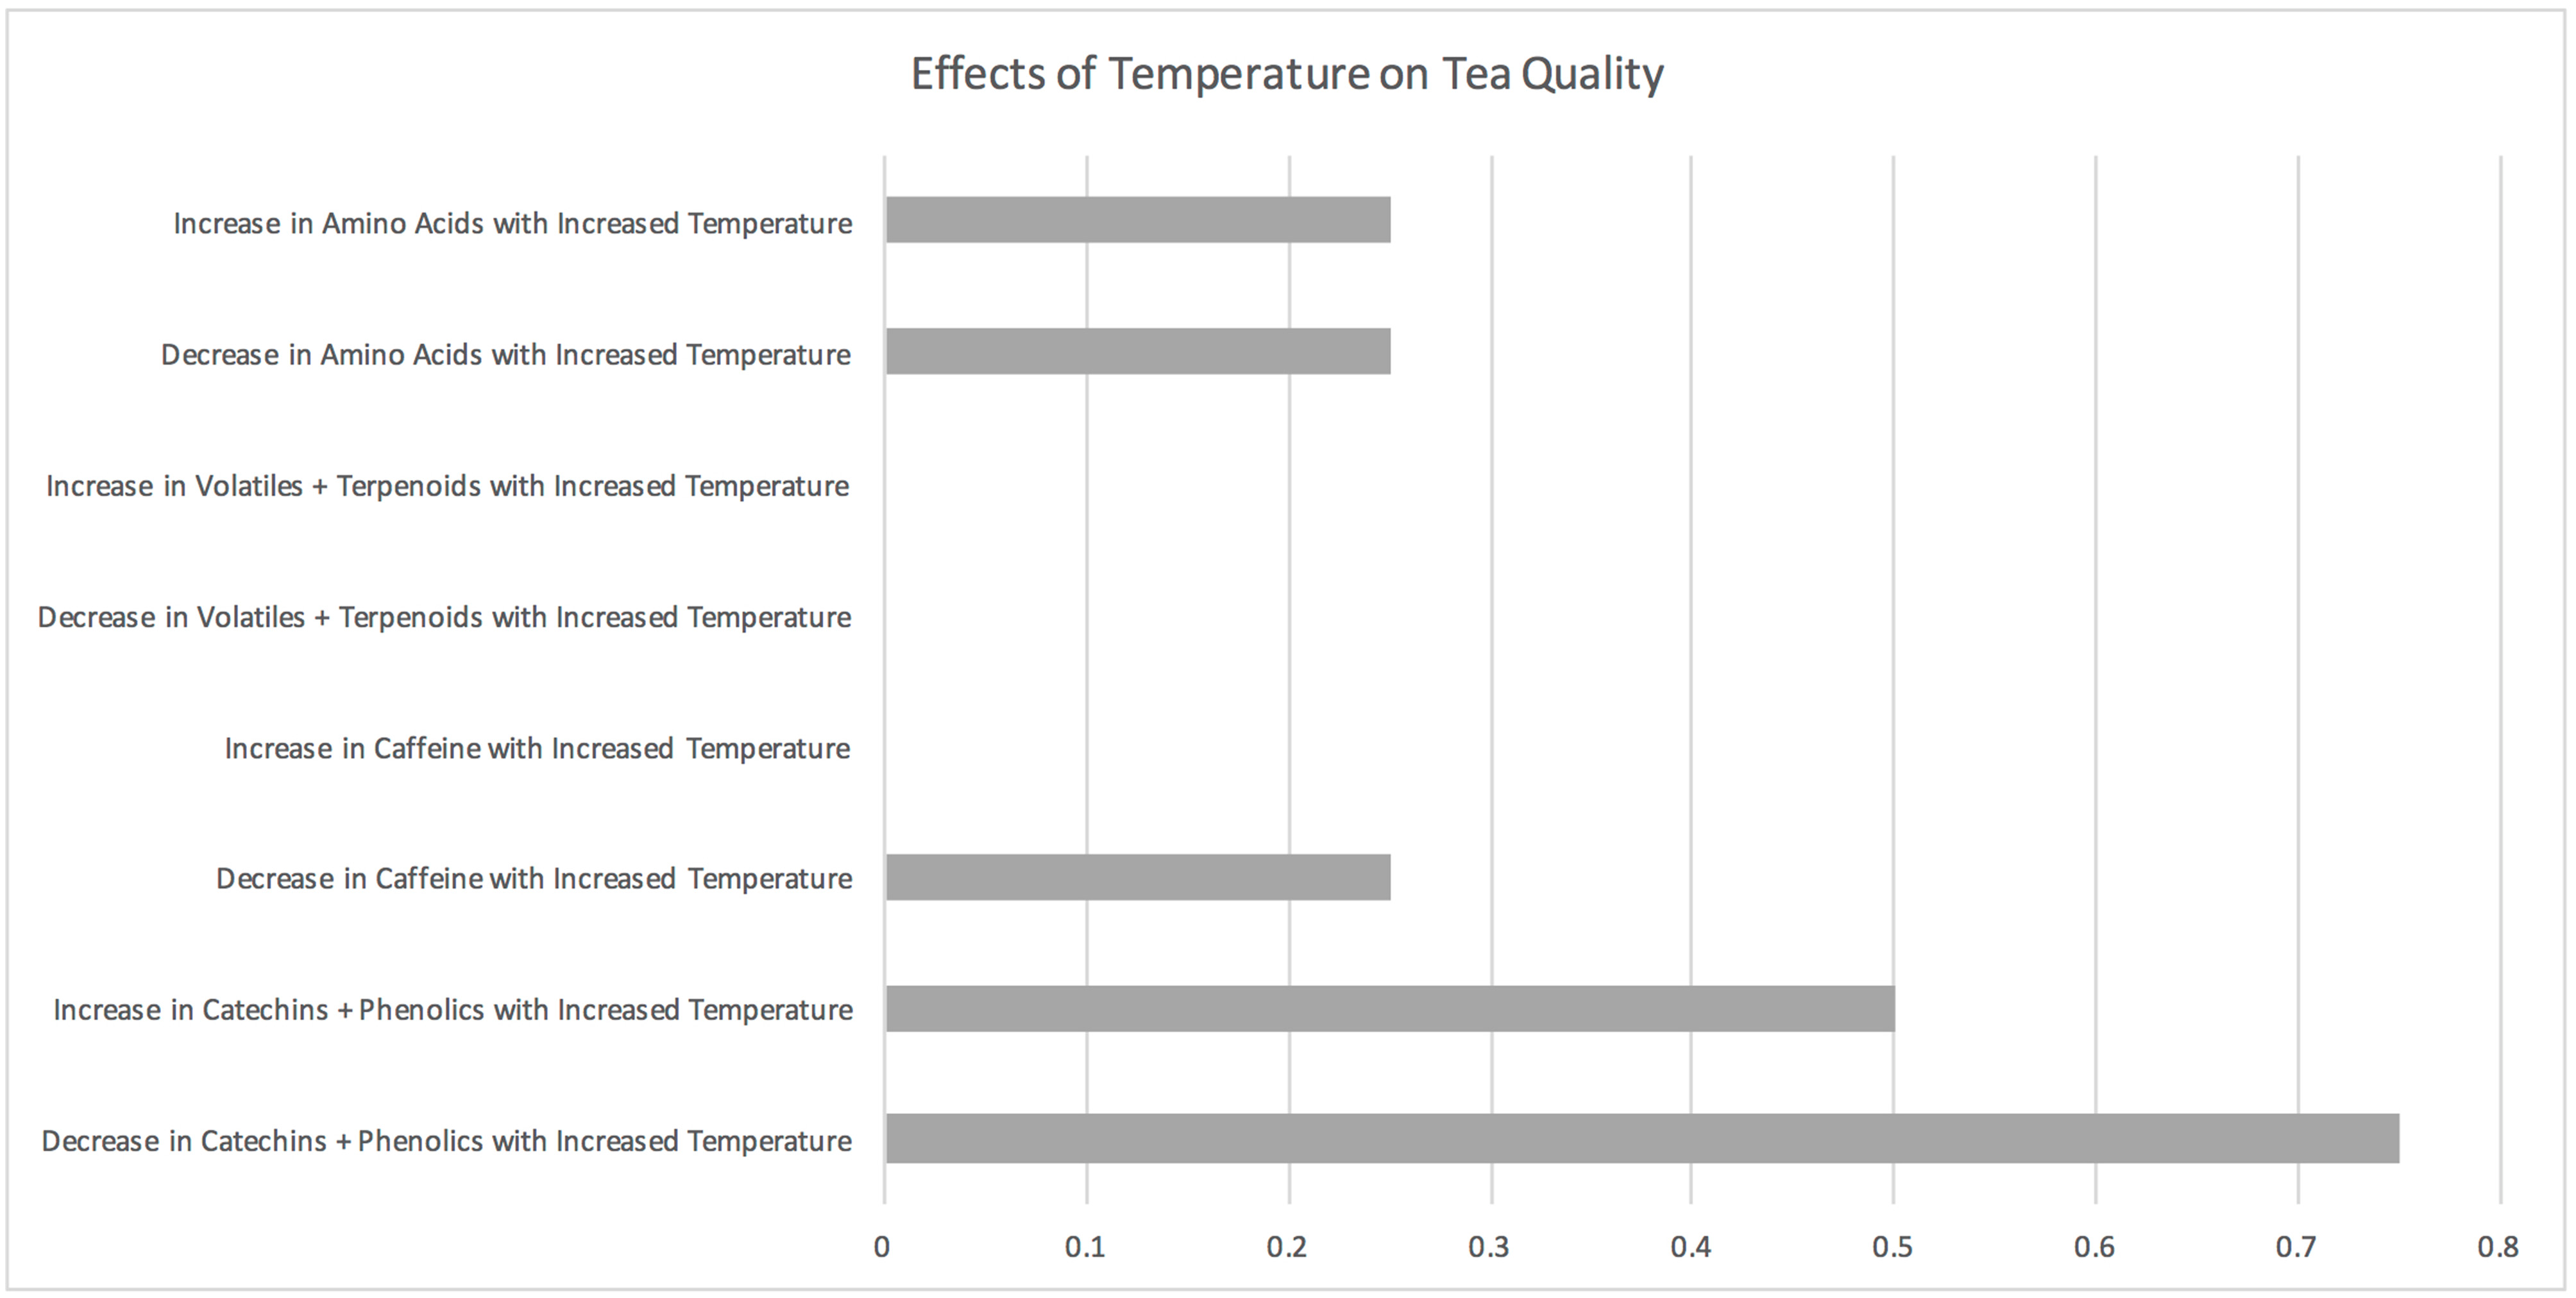 Effects of Temperature on Tea Quality
Increase in Amino Acids with Increased Temperature
Decrease in Amino Acids with Increased Temperature
Increase in Volatiles + Terpenoids with Increased Temperature
Decrease in Volatiles + Terpenoids with Increased Temperature
Increase in Caffeine with Increased Temperature
Decrease in Caffeine with Increased Temperature
Increase in Catechins + Phenolics with Increased Temperature
Decrease in Catechins + Phenolics with Increased Temperature
0 0.1 0.2 0.3 0.4 0.5 0.6 0.7 0.8